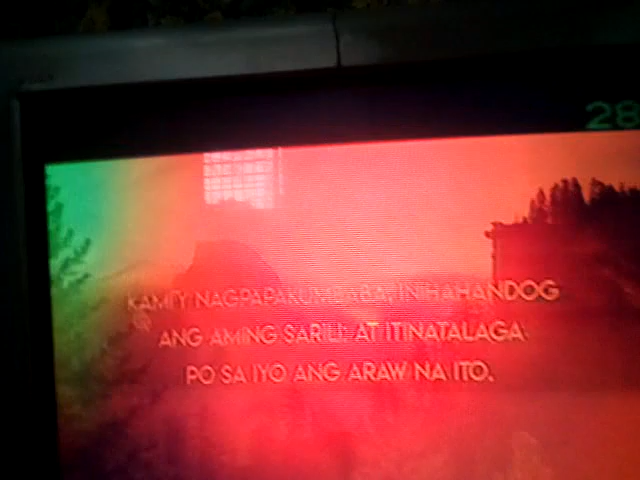 28
KAMI'Y NAGPAPAKUMBABA, INIHAHANDOG
ANG AMING SARILI: AT ITINATALAGA
PO SA IYO ANG ARAW NA ITO.